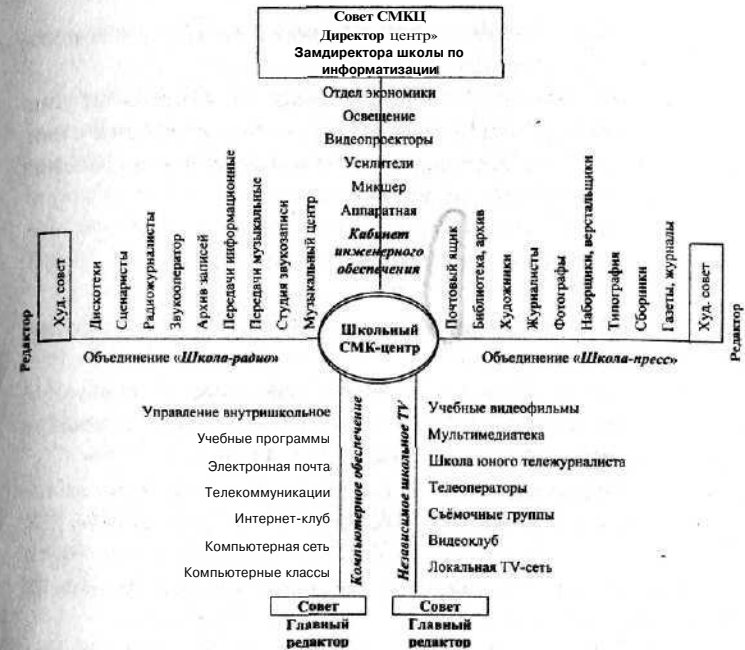 Совет СМКЦ
Директор центр»
Замдиректора школы по
информатизации
Отдел экономики
Освещение
Видеопроекторы
Усилители
Микшер
Аппаратная
Кабинет
инженерного
обеспечения
Редактор
Худ. совет
Дискотеки
Сценаристы
Радиожурналисты
Звукооператор
Архив записей
Передачи информационные
Передачи музыкальные
Студия звукозаписи
Музыкальный центр
Объединение «Школа-радио»
Школьный
СМК-центр
Почтовый ящик
Библиотека, архив
Художники
Журналисты
Фотографы
Наборщики, верстальщики
Типография
Сборники
Газеты, журналы
Худ. совет
Редактор
Объединение «Школа-пресс»
Управление внутришкольное
Учебные программы
Электронная почта
Телекоммуникации
Интернет-клуб
Компьютерная сеть
Компьютерные классы
Компьютерное обеспечение
Совет
Главный
редактор
Независимое школьное TV
Учебные видеофильмы
Мультимедиатека
Школа юного тележурналиста
Телеоператоры
Съёмочные группы
Видеоклуб
Локальная TV-сеть
Совет
Главный
редактор